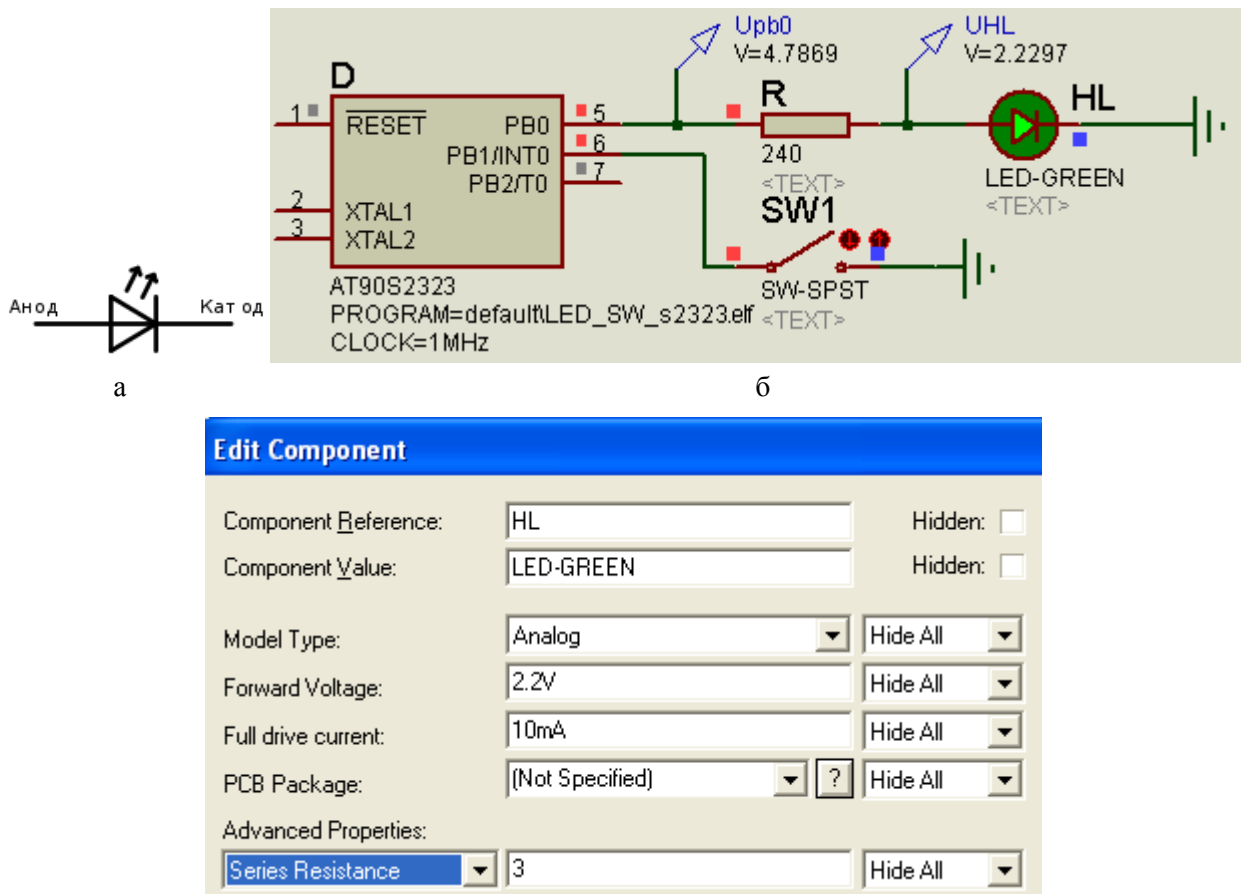 Upb0
V=4.7869
UHL
V=2.2297
D
R
HL
1
RESET
PB0
5
PB1/INT0
6
PB2/T0
7
2
XTAL1
3
XTAL2
240
<TEXT>
LED-GREEN
<TEXT>
SW1
SW-SPST
<TEXT>
AT90S2323
PROGRAM=default\LED_SW_s2323.elf
CLOCK=1MHz
Анод
Катод
а
б
Edit Component
Component Reference:
HL
Hidden:
Component Value:
LED-GREEN
Hidden:
Model Type:
Analog
Hide All
Forward Voltage:
2.2V
Hide All
Full drive current:
10mA
Hide All
PCB Package:
(Not Specified)
?
Hide All
Advanced Properties:
Series Resistance
3
Hide All